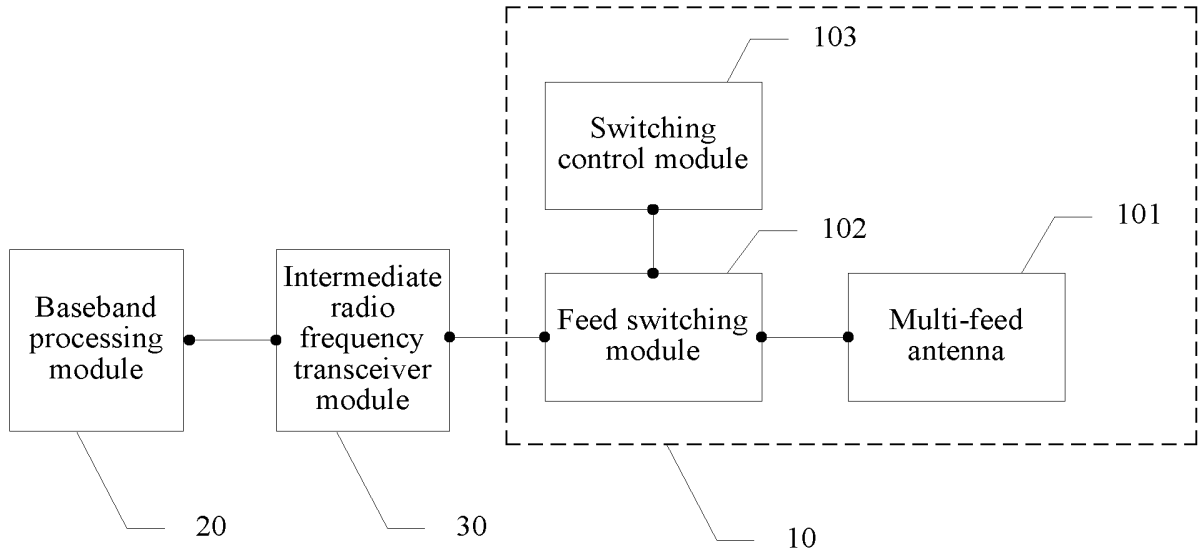 103
Switching
control module
102
101
Baseband
processing
module
Intermediate
radio
frequency
transceiver
module
Feed switching
module
Multi-feed
antenna
20
30
10